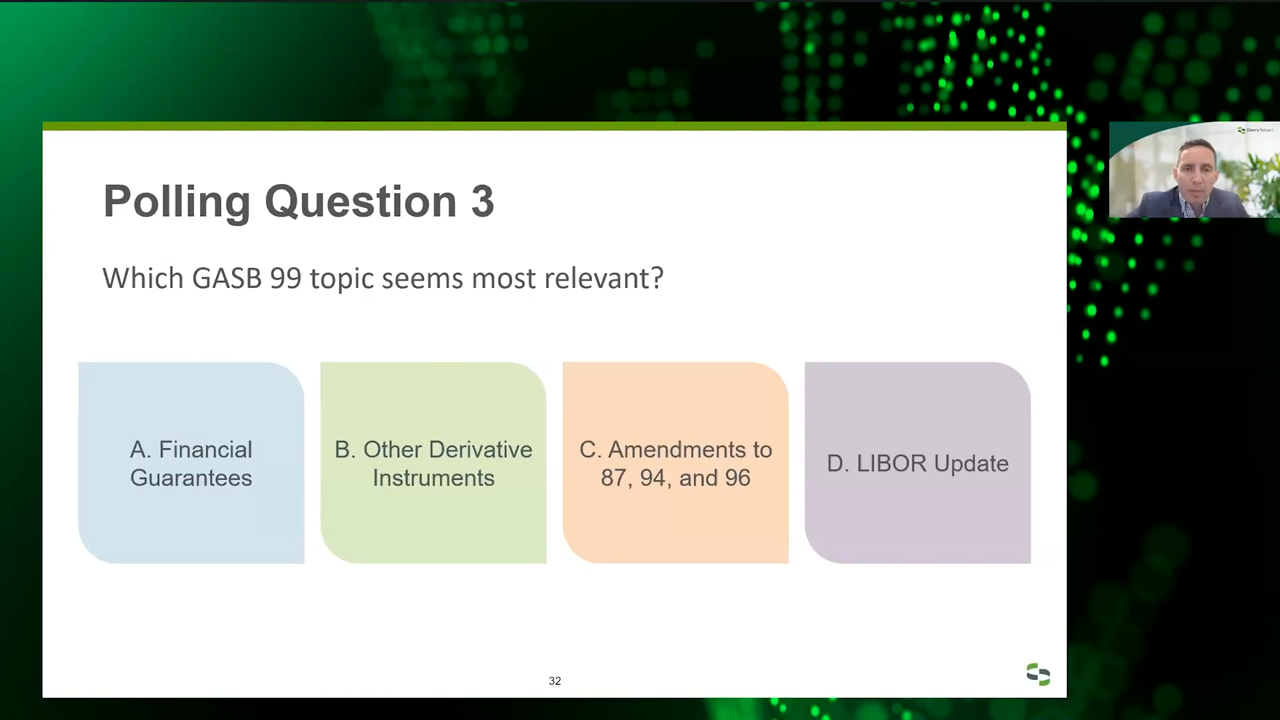 Polling Question 3
Which GASB 99 topic seems most relevant?
A. Financial
Guarantees
B. Other Derivative
Instruments
C. Amendments to
87, 94, and 96
D. LIBOR Update
32